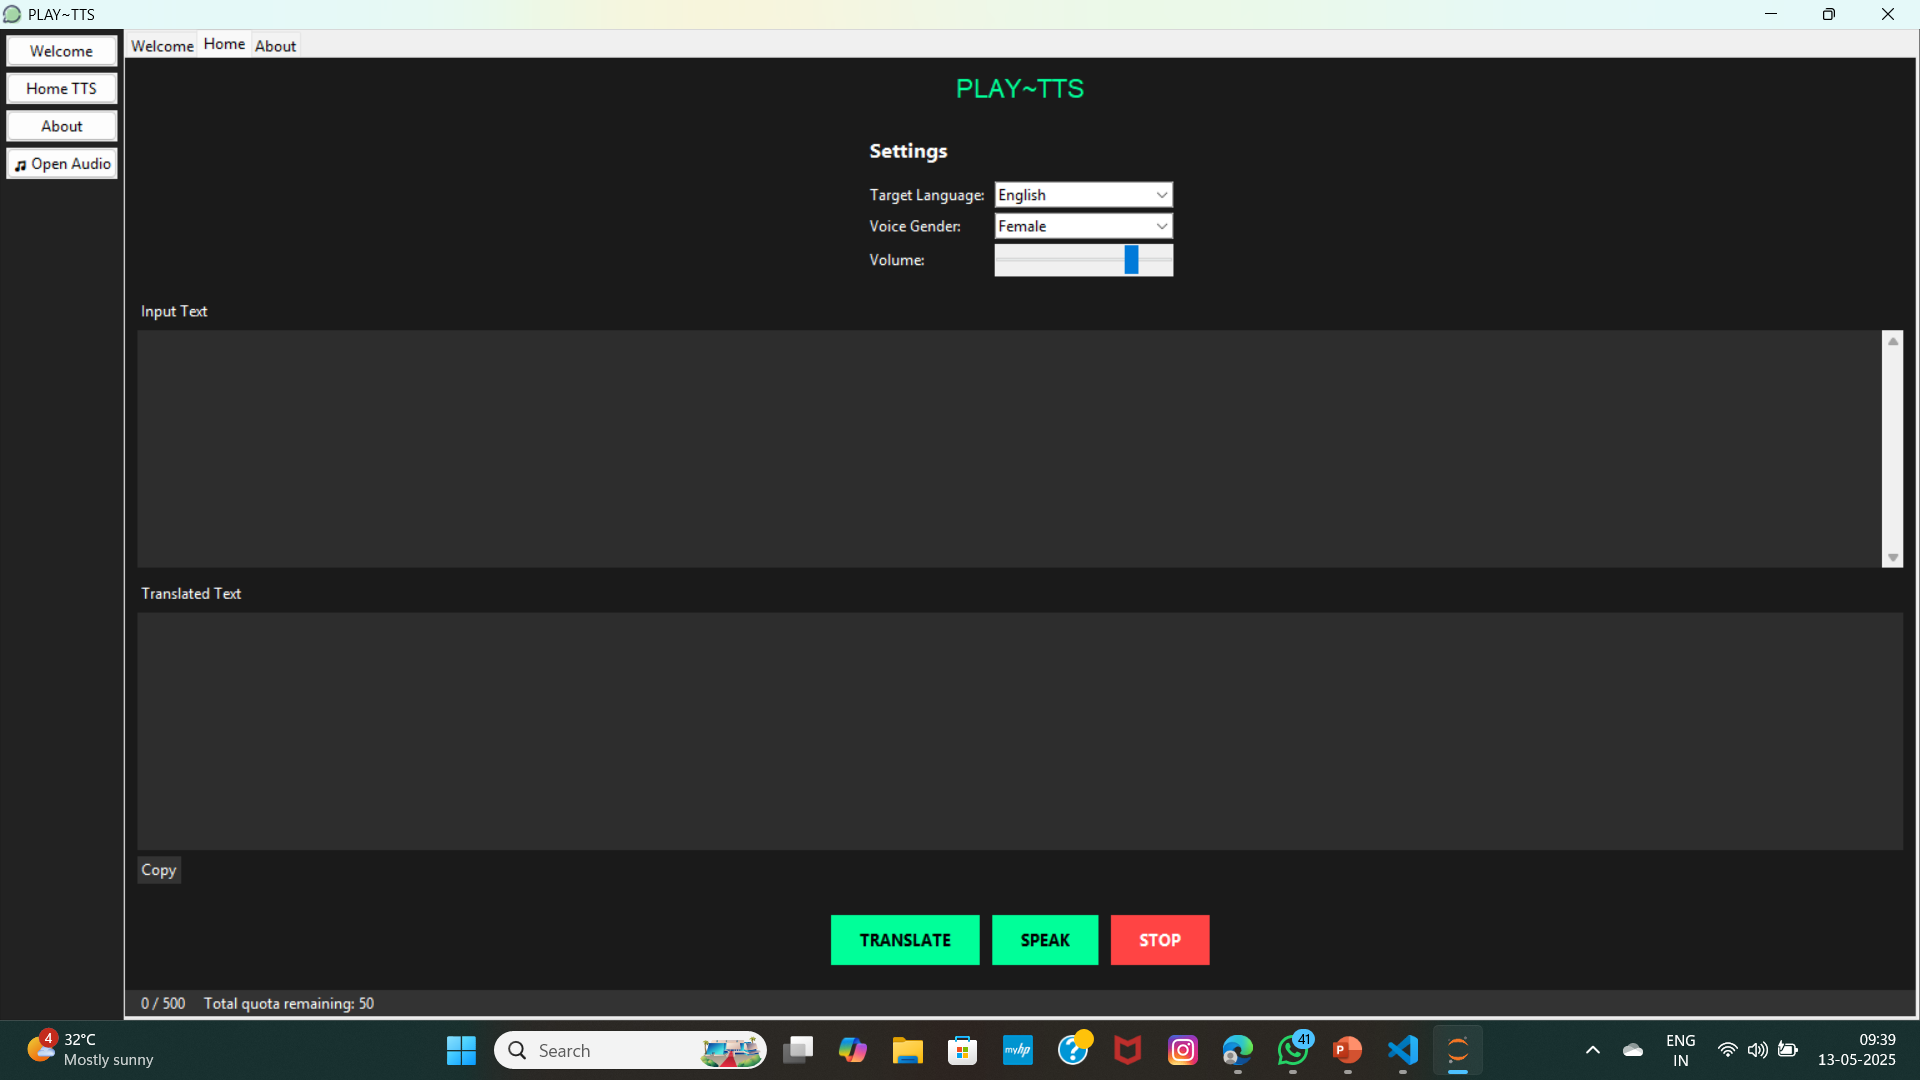 PLAY~TTS
Welcome
Home TTS
About
Open Audio
Welcome Home About
PLAY~TTS
Settings
Target Language: English
Voice Gender: Female
Volume:
Input Text
Translated Text
Copy
TRANSLATE SPEAK STOP
0 / 500 Total quota remaining: 50
4
32°C
Mostly sunny
Search
myhp
41
P
ENG
IN
09:39
13-05-2025